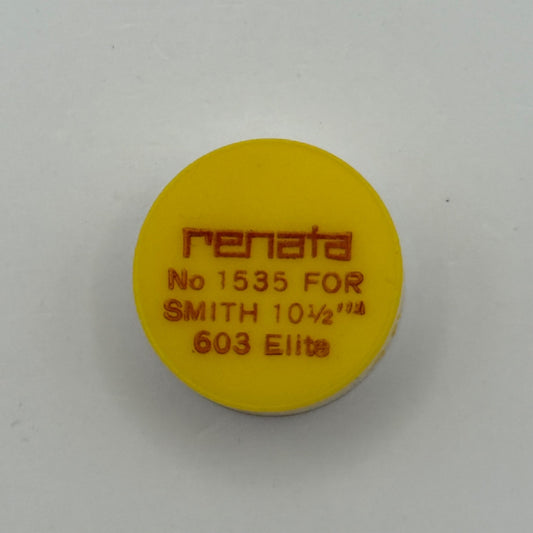 renata
No 1535 FOR
SMITH 10½'''
603 Elite